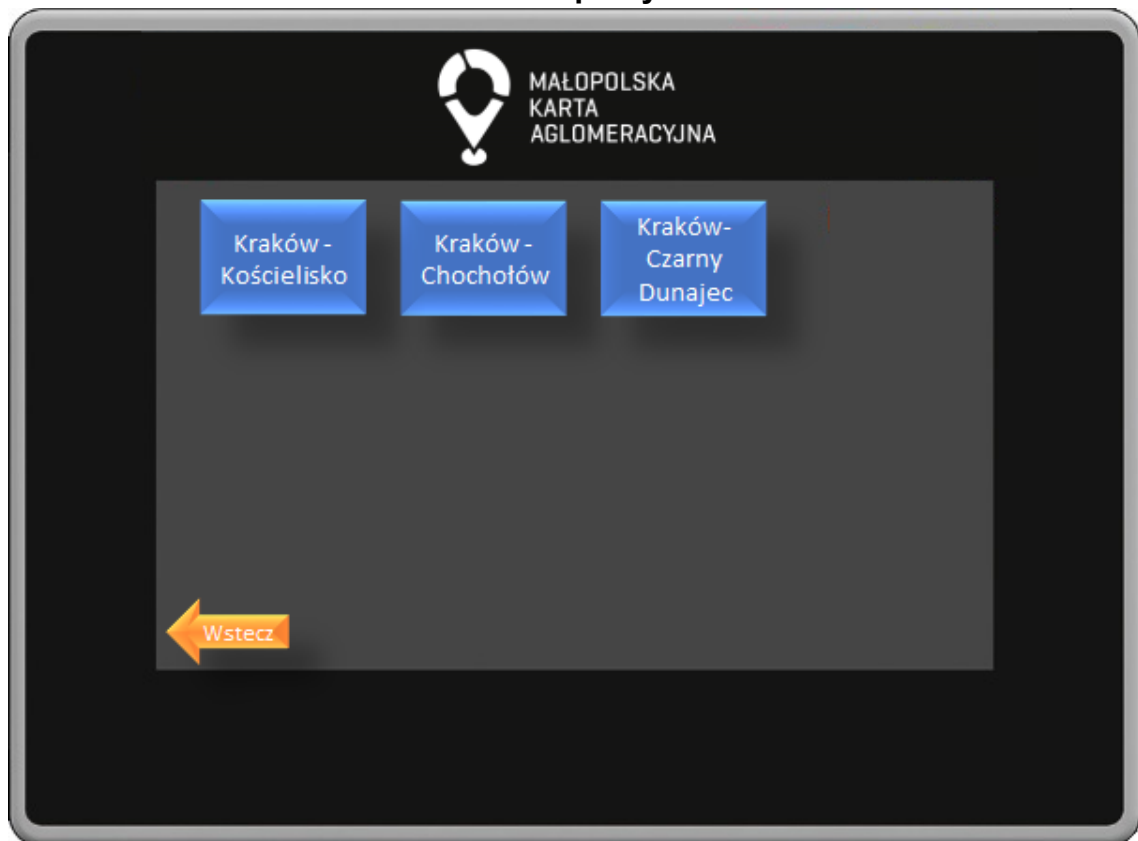 MAŁOPOLSKA
KARTA
AGLOMERACYJNA
Kraków -
Kościelisko
Kraków -
Chochołów
Kraków-
Czarny
Dunajec
Wstecz